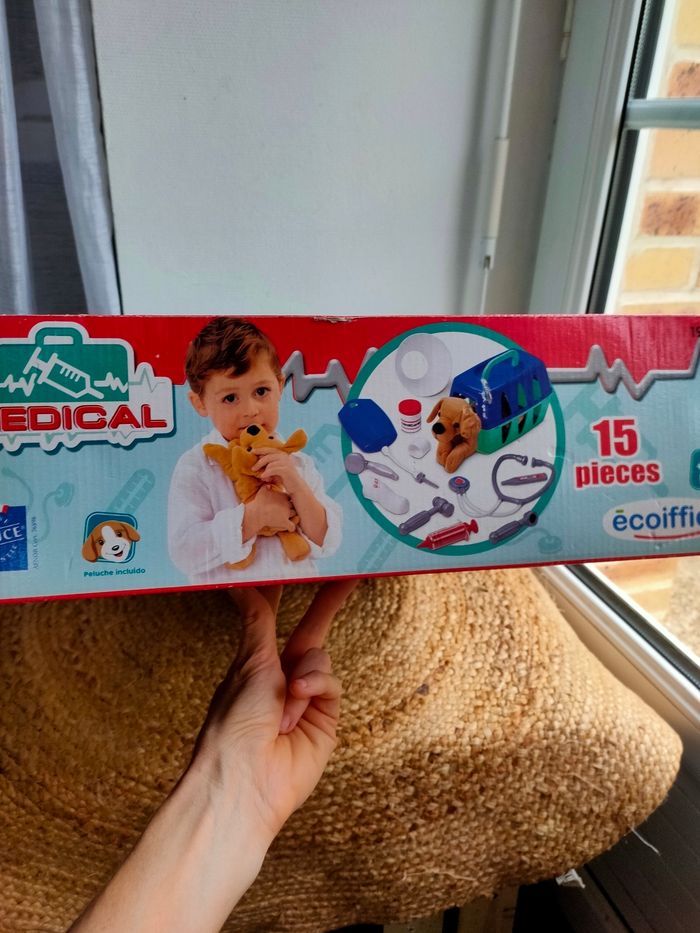 EDICAL
Peluche incluido
15
pieces
écoiffie